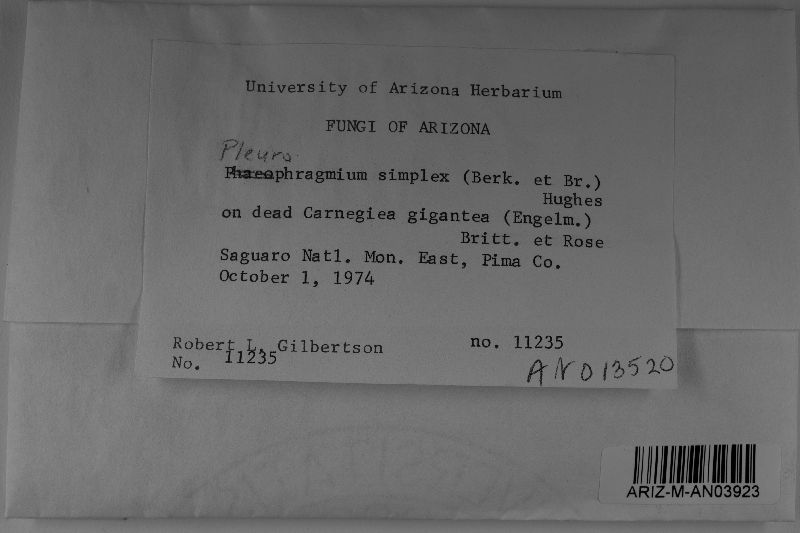 University of Arizona Herbarium
FUNGI OF ARIZONA
Pleuro
Phaeophragmium simplex (Berk. et Br.)
Hughes
on dead Carnegiea gigantea (Engelm.)
Britt. et Rose
Saguaro Natl. Mon. East, Pima Co.
October 1, 1974
Robert L. Gilbertson no. 11235
No. 11235
AN013520
ARIZ-M-AN03923